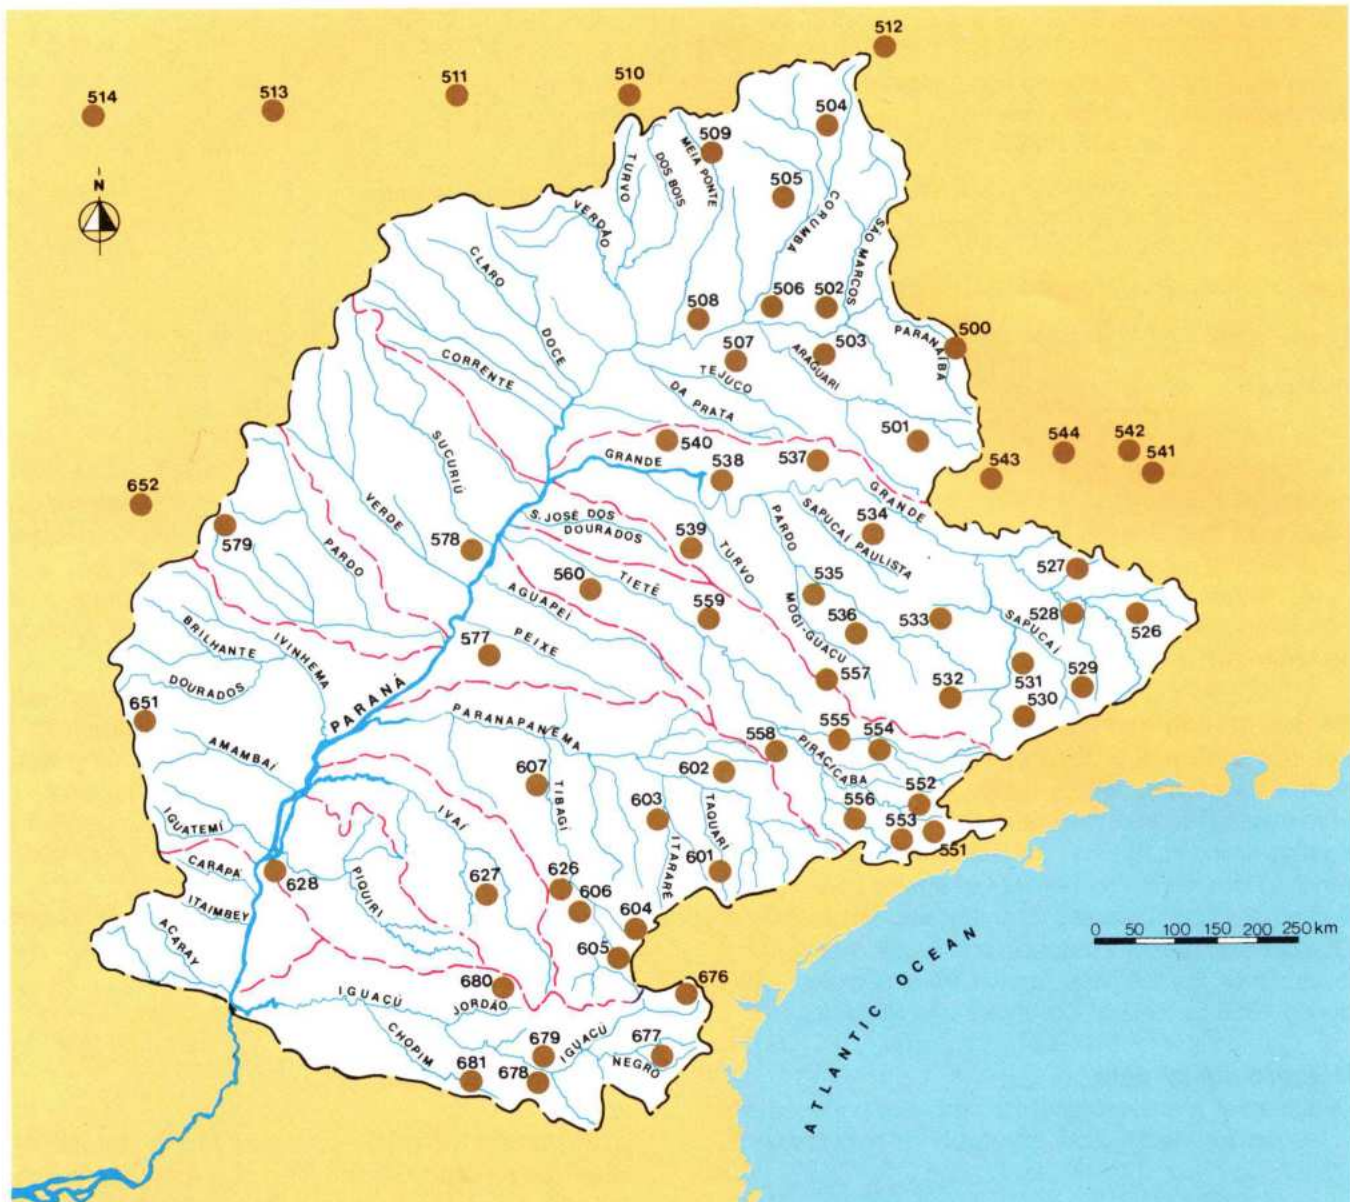 512
511
510
513
514
504
509
MEIA PONTE
TURVO
DOS BOIS
N
505
CORUMBÁ
VERDÃO
SÃO MARCOS
CLARO
506
502
508
500
PARANAÍBA
DOCE
507
503
CORRENTE
TEJUCO
ARAGUARI
DA PRATA
SUCURIÚ
540
501
544
542
541
GRANDE
538
537
543
GRANDE
652
VERDE
S. JOSÉ DOS
DOURADOS
539
PARDO
SAPUCAÍ PAULISTA
534
579
578
PARDO
TURVO
527
560
TIETÊ
535
AGUAPEÍ
559
MOGI-GUAÇU
536
533
SAPUCAÍ
528
526
BRILHANTE
IVINHEMA
577
PEIXE
DOURADOS
557
532
531
529
530
651
PARANÁ
PARANAPANEMA
555
554
558
PIRACICABA
AMAMBAÍ
602
607
TIBAGÍ
552
603
TAQUARI
556
IVAÍ
553
551
IGUATEMÍ
ITARARÉ
CARAPÁ
628
PIQUIRI
627
626
606
601
ITAIMBEY
604
0 50 100 150 200 250 km
ACARAY
605
ATLANTIC OCEAN
680
676
IGUAÇÚ
JORDÃO
CHOPIM
679
IGUAÇÚ
677
NEGRO
681
678